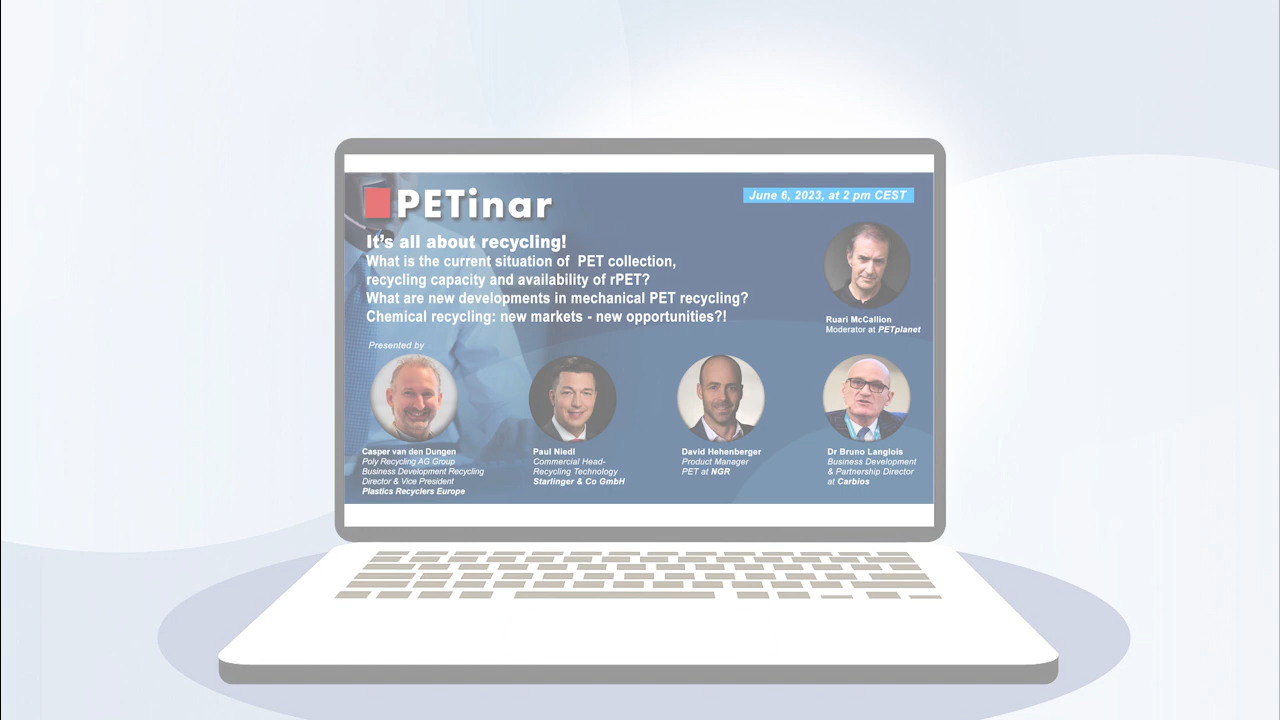 PETinar
June 6, 2023, at 2 pm CEST
It's all about recycling!
What is the current situation of PET collection,
recycling capacity and availability of rPET?
What are new developments in mechanical PET recycling?
Chemical recycling: new markets - new opportunities?!
Ruari McCallion
Moderator at PETplanet
Presented by
Casper van den Dungen
Poly Recycling AG Group
Business Development Recycling
Director & Vice President
Plastics Recyclers Europe
Paul Niedl
Commercial Head-
Recycling Technology
Starlinger & Co GmbH
David Hehenberger
Product Manager
PET at NGR
Dr Bruno Langlois
Business Development
& Partnership Director
at Carbios